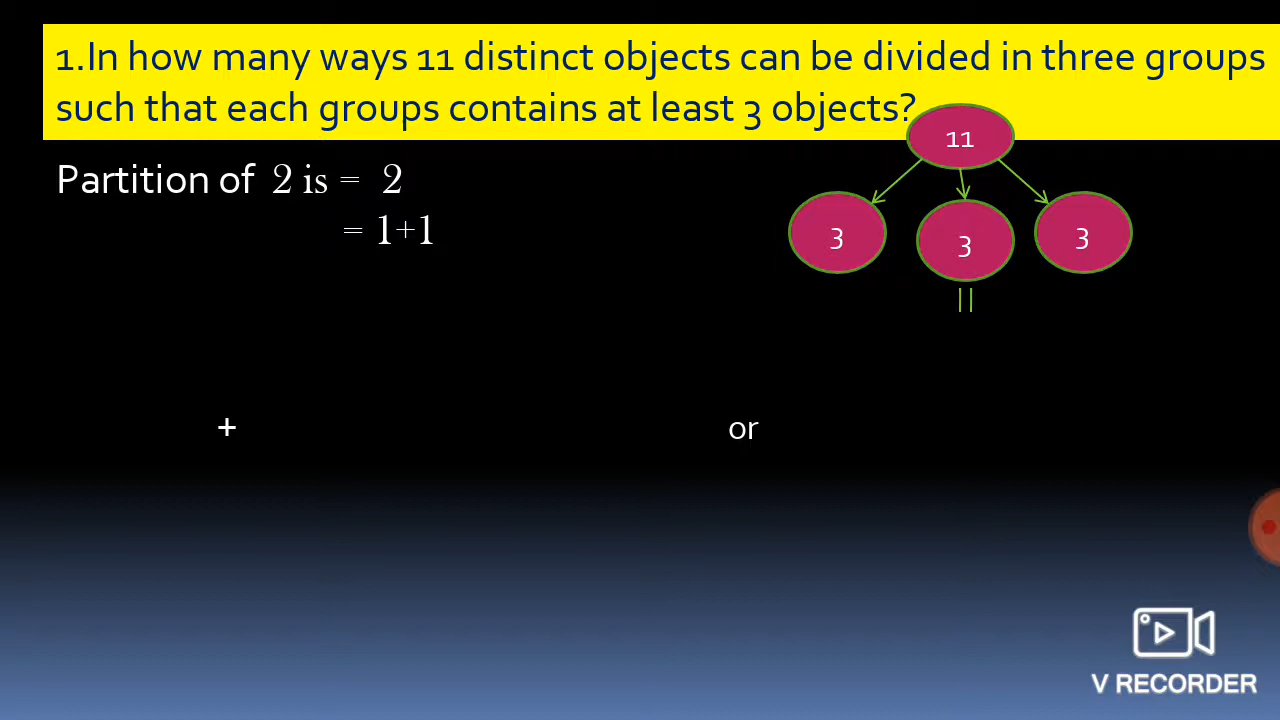 1.In how many ways 11 distinct objects can be divided in three groups
such that each groups contains at least 3 objects?
11
Partition of 2 is = 2
= 1+1
3 3 3
+ or
V RECORDER